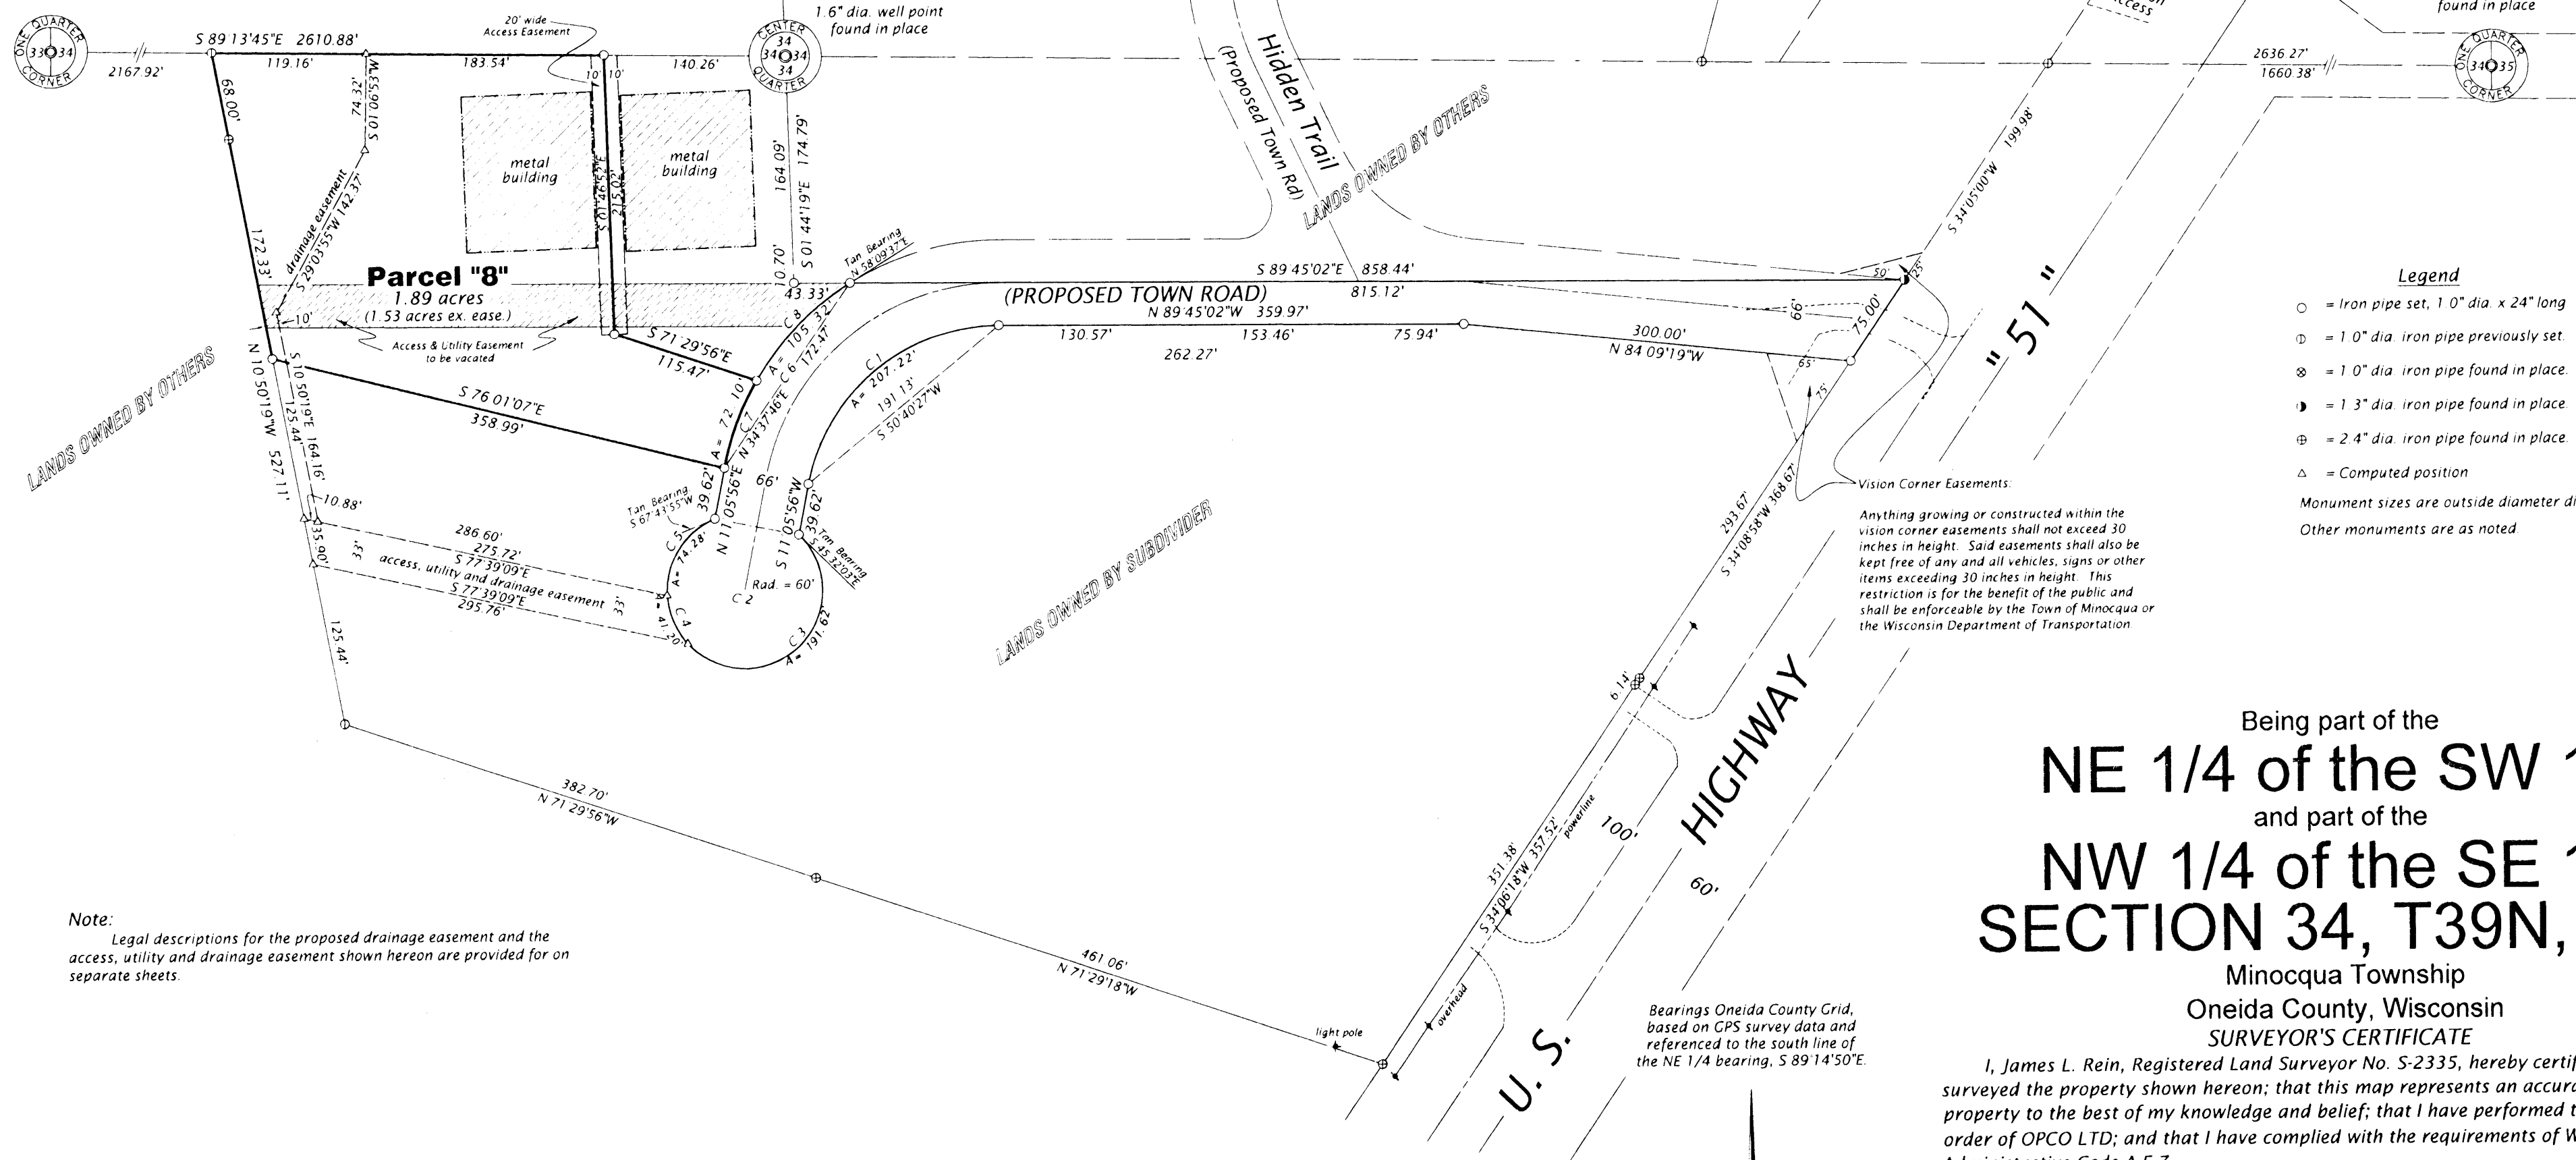 ONE QUARTER
33 34
CORNER
S 89°13'45"E 2610.88'
2167.92'
119.16'
183.54'
140.26'
20' wide
Access Easement
10' 10'
CENTER
34
34 34
34
QUARTER
1.6" dia. well point
found in place
Hidden Trail
(Proposed Town Rd)
LANDS OWNED BY OTHERS
found in place
2636.27'
1660.38'
ONE QUARTER
34 35
CORNER
68.00'
172.33'
74.32'
S 01°06'53"W
drainage easement
S 29°03'55"W 142.37'
metal
building
metal
building
215.02'
164.09'
10.70'
S 01°44'19"E 174.79'
Tan Bearing
N 58°09'37"E
S 34°05'00"W 199.98'
Parcel "8"
1.89 acres
(1.53 acres ex. ease.)
10'
Access & Utility Easement
to be vacated
43.33'
S 89°45'02"E 858.44'
815.12'
(PROPOSED TOWN ROAD)
N 89°45'02"W 359.97'
130.57'
153.46'
75.94'
262.27'
300.00'
N 84°09'19"W
50'
25'
66'
75.00'
65'
75'
S 71°29'56"E
115.47'
C 8
A = 105.32'
C 6 172.47'
N 34°37'46"E
C 7
A = 72.10'
C 1
A = 207.22'
191.13'
S 50°40'27"W
S 76°01'07"E
358.99'
LANDS OWNED BY OTHERS
N 10°50'19"W 527.11'
S 10°50'19"E 164.16'
125.44'
10.88'
35.90'
125.44'
39.62'
N 11°05'56"E
66'
S 11°05'56"W
39.62'
Tan Bearing
S 67°43'55"W
Tan Bearing
S 45°32'03"E
C 5
A = 74.28'
C 4
A = 41.20'
Rad. = 60'
C 2
C 3
A = 191.62'
286.60'
275.72'
S 77°39'09"E
access, utility and drainage easement
S 77°39'09"E
295.76'
33'
33'
LANDS OWNED BY SUBDIVIDER
293.67'
S 34°08'58"W 368.67'
6.14'
351.38'
S 34°06'18"W 357.52'
powerline
overhead
light pole
100'
60'
U. S. HIGHWAY "51"
382.70'
N 71°29'56"W
461.06'
N 71°29'18"W
Legend
= Iron pipe set, 1.0" dia. x 24" long
= 1.0" dia. iron pipe previously set.
= 1.0" dia. iron pipe found in place.
= 1.3" dia. iron pipe found in place.
= 2.4" dia. iron pipe found in place.
= Computed position
Monument sizes are outside diameter di
Other monuments are as noted.
Vision Corner Easements:
Anything growing or constructed within the
vision corner easements shall not exceed 30
inches in height. Said easements shall also be
kept free of any and all vehicles, signs or other
items exceeding 30 inches in height. This
restriction is for the benefit of the public and
shall be enforceable by the Town of Minocqua or
the Wisconsin Department of Transportation.
Note:
Legal descriptions for the proposed drainage easement and the
access, utility and drainage easement shown hereon are provided for on
separate sheets.
Bearings Oneida County Grid,
based on GPS survey data and
referenced to the south line of
the NE 1/4 bearing, S 89°14'50"E.
Being part of the
NE 1/4 of the SW 1
and part of the
NW 1/4 of the SE 1
SECTION 34, T39N,
Minocqua Township
Oneida County, Wisconsin
SURVEYOR'S CERTIFICATE
I, James L. Rein, Registered Land Surveyor No. S-2335, hereby certif
surveyed the property shown hereon; that this map represents an accura
property to the best of my knowledge and belief; that I have performed t
order of OPCO LTD; and that I have complied with the requirements of W